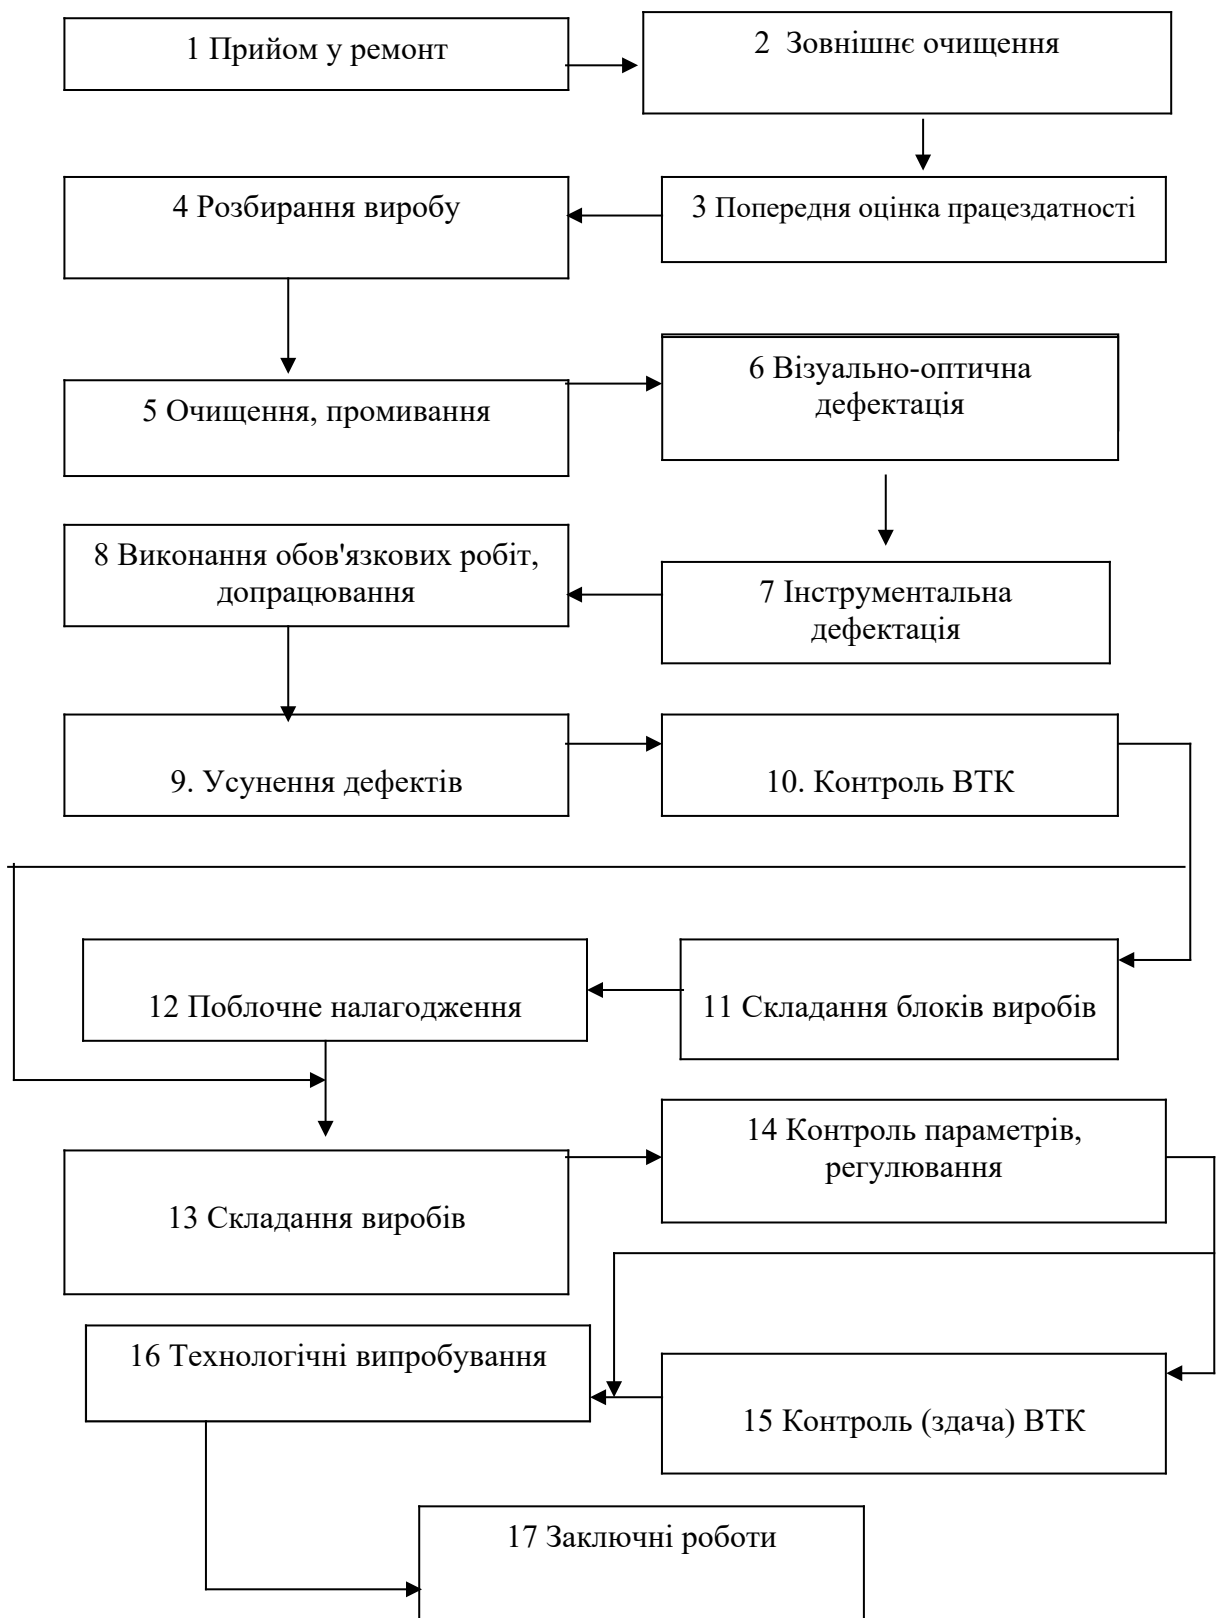 1 Прийом у ремонт
2 Зовнішнє очищення
3 Попередня оцінка працездатності
4 Розбирання виробу
5 Очищення, промивання
6 Візуально-оптична
дефектація
7 Інструментальна
дефектація
8 Виконання обов'язкових робіт,
допрацювання
9. Усунення дефектів
10. Контроль ВТК
11 Складання блоків виробів
12 Поблочне налагодження
13 Складання виробів
14 Контроль параметрів,
регулювання
15 Контроль (здача) ВТК
16 Технологічні випробування
17 Заключні роботи